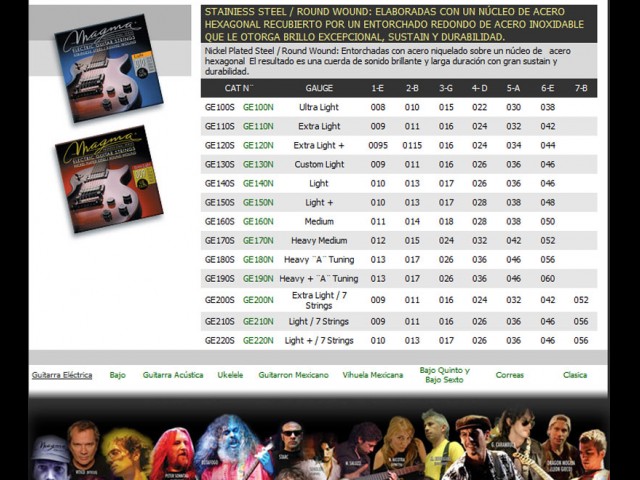 STAINIESS STEEL / ROUND WOUND: ELABORADAS CON UN NÚCLEO DE ACERO
HEXAGONAL RECUBIERTO POR UN ENTORCHADO REDONDO DE ACERO INOXIDABLE
QUE LE OTORGA BRILLO EXCEPCIONAL, SUSTAIN Y DURABILIDAD.
Nickel Plated Steel / Round Wound: Entorchadas con acero niquelado sobre un núcleo de acero
hexagonal El resultado es una cuerda de sonido brillante y larga duración con gran sustain y
durabilidad.
Magma
ELECTRIC GUITAR STRINGS
Magma
ELECTRIC GUITAR STRINGS
CAT N¨ GAUGE 1-E 2-B 3-G 4- D 5-A 6-E 7-B
GE100S GE100N Ultra Light 008 010 015 022 030 038
GE110S GE110N Extra Light 009 011 016 024 032 042
GE120S GE120N Extra Light + 0095 0115 016 024 034 044
GE130S GE130N Custom Light 009 011 016 026 036 046
GE140S GE140N Light 010 013 017 026 036 046
GE150S GE150N Light + 010 013 017 028 038 048
GE160S GE160N Medium 011 014 018 028 038 050
GE170S GE170N Heavy Medium 012 015 024 032 042 052
GE180S GE180N Heavy ¨A¨ Tuning 013 017 026 036 046 056
GE190S GE190N Heavy + ¨A¨ Tuning 013 017 026 036 046 060
GE200S GE200N Extra Light / 7 Strings 009 011 016 024 032 042 052
GE210S GE210N Light / 7 Strings 009 011 016 026 036 046 056
GE220S GE220N Light + / 7 Strings 010 013 017 026 036 046 056
Guitarra Eléctrica Bajo Guitarra Acústica Ukelele Guitarron Mexicano Vihuela Mexicana Bajo Quinto y Bajo Sexto Correas Clasica